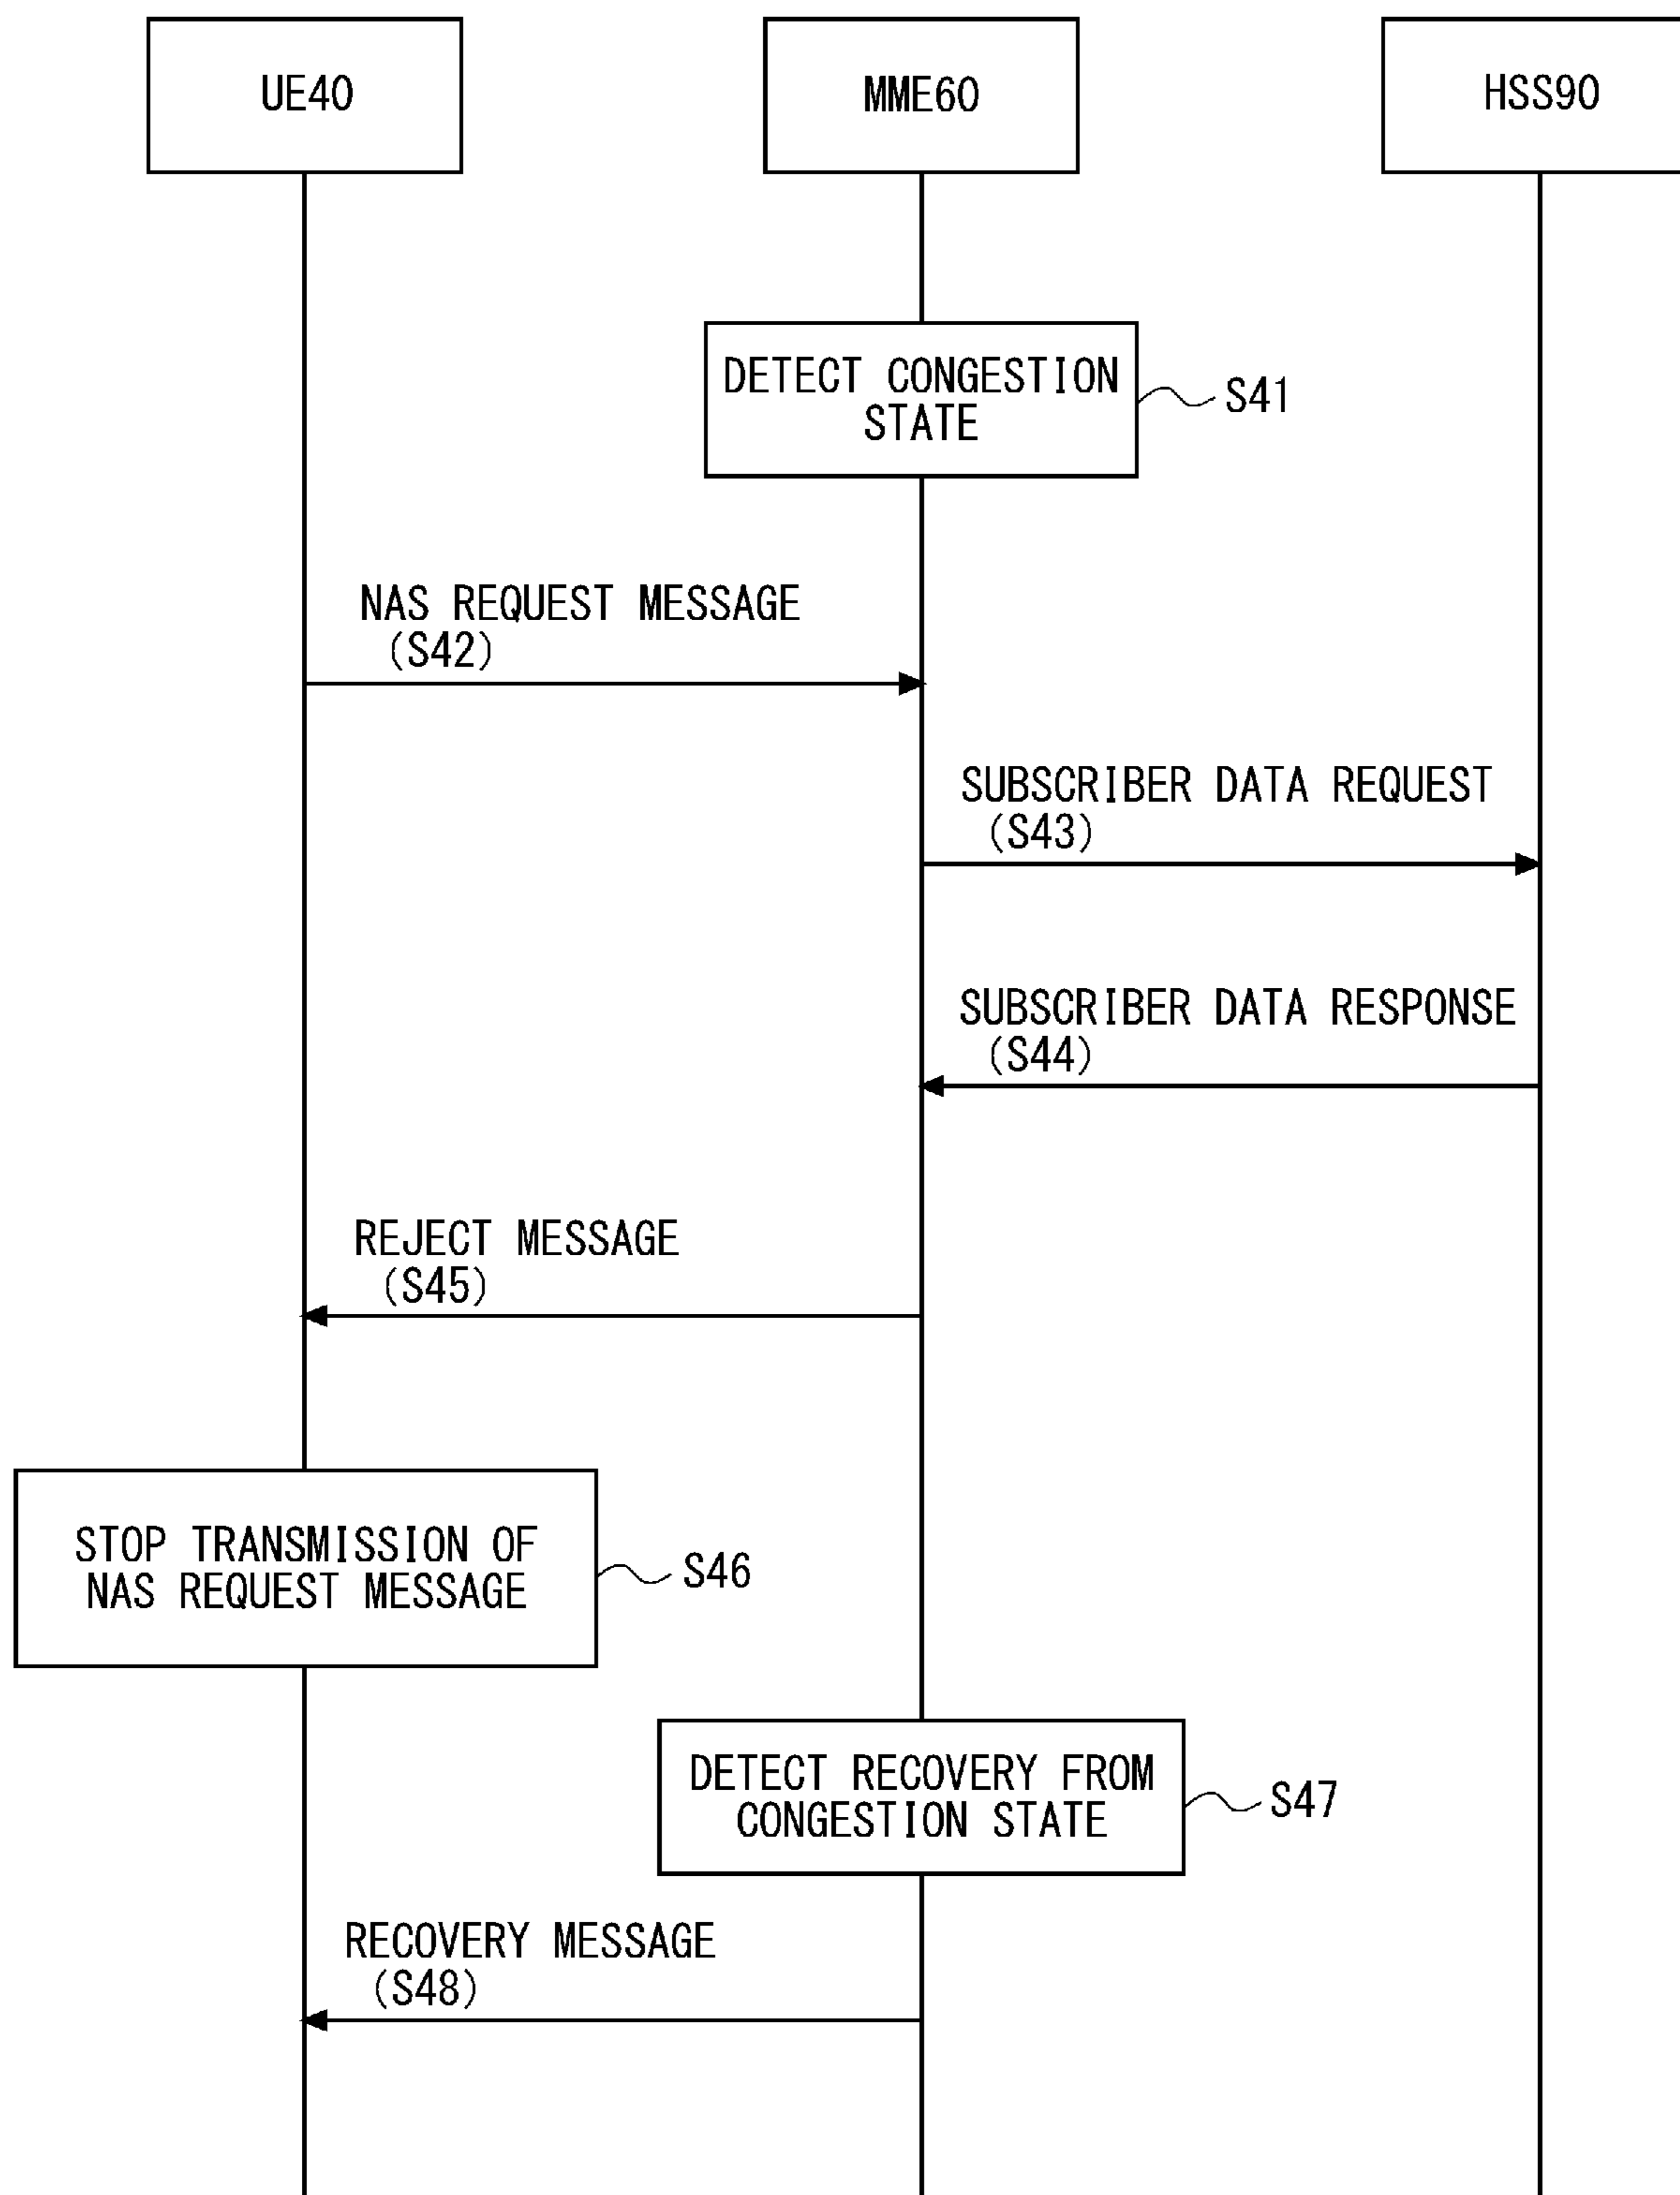 UE40
MME60
HSS90
DETECT CONGESTION
STATE
S41
NAS REQUEST MESSAGE
(S42)
SUBSCRIBER DATA REQUEST
(S43)
SUBSCRIBER DATA RESPONSE
(S44)
REJECT MESSAGE
(S45)
STOP TRANSMISSION OF
NAS REQUEST MESSAGE
S46
DETECT RECOVERY FROM
CONGESTION STATE
S47
RECOVERY MESSAGE
(S48)